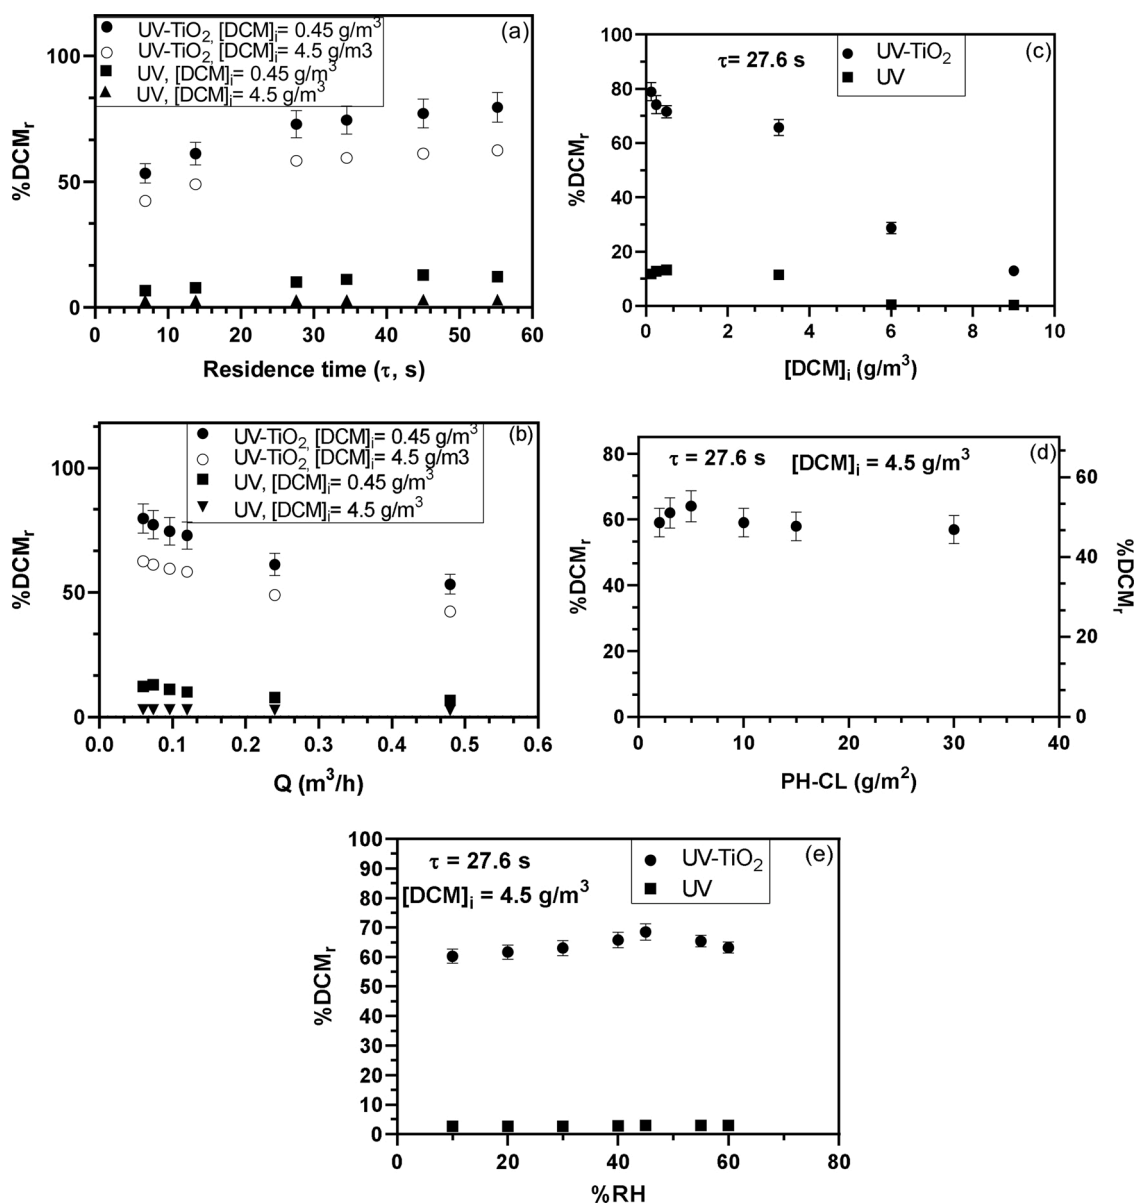 (a)
UV-TiO2, [DCM]i= 0.45 g/m3
UV-TiO2, [DCM]i= 4.5 g/m3
UV, [DCM]i= 0.45 g/m3
UV, [DCM]i= 4.5 g/m3
100
50
0
%DCMr
0 10 20 30 40 50 60
Residence time (τ, s)
(c)
τ= 27.6 s
UV-TiO2
UV
100
80
60
40
20
0
%DCMr
0 2 4 6 8 10
[DCM]i (g/m3)
(b)
UV-TiO2, [DCM]i= 0.45 g/m3
UV-TiO2, [DCM]i= 4.5 g/m3
UV, [DCM]i= 0.45 g/m3
UV, [DCM]i= 4.5 g/m3
100
50
0
%DCMr
0.0 0.1 0.2 0.3 0.4 0.5 0.6
Q (m3/h)
(d)
τ = 27.6 s [DCM]i = 4.5 g/m3
80
60
40
20
0
%DCMr
60
40
20
0
%DCMr
0 10 20 30 40
PH-CL (g/m2)
(e)
τ = 27.6 s
[DCM]i = 4.5 g/m3
UV-TiO2
UV
100
90
80
70
60
50
40
30
20
10
0
%DCMr
0 20 40 60 80
%RH